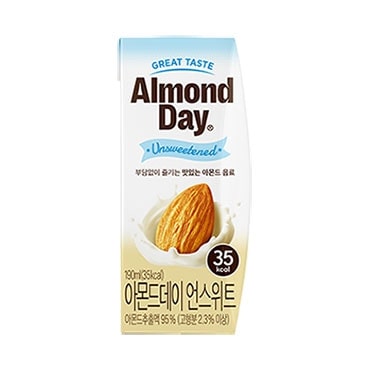 GREAT TASTE
Almond
Day®
Unsweetened
부담없이 즐기는 맛있는 아몬드 음료
35
kcal
190ml(35kcal)
아몬드데이 언스위트
아몬드추출액 95% (고형분 2.3% 이상)